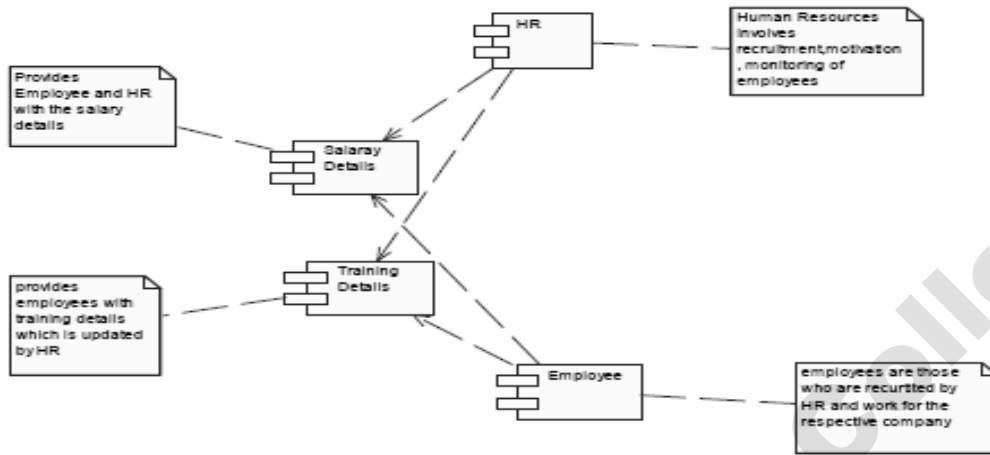 HR
Human Resources
involves
recruitment,motivation
, monitoring of
employees
Provides
Employee and HR
with the salary
details
Salaray
Details
Training
Details
provides
employees with
training details
which is updated
by HR
Employee
employees are those
who are recurtited by
HR and work for the
respective company